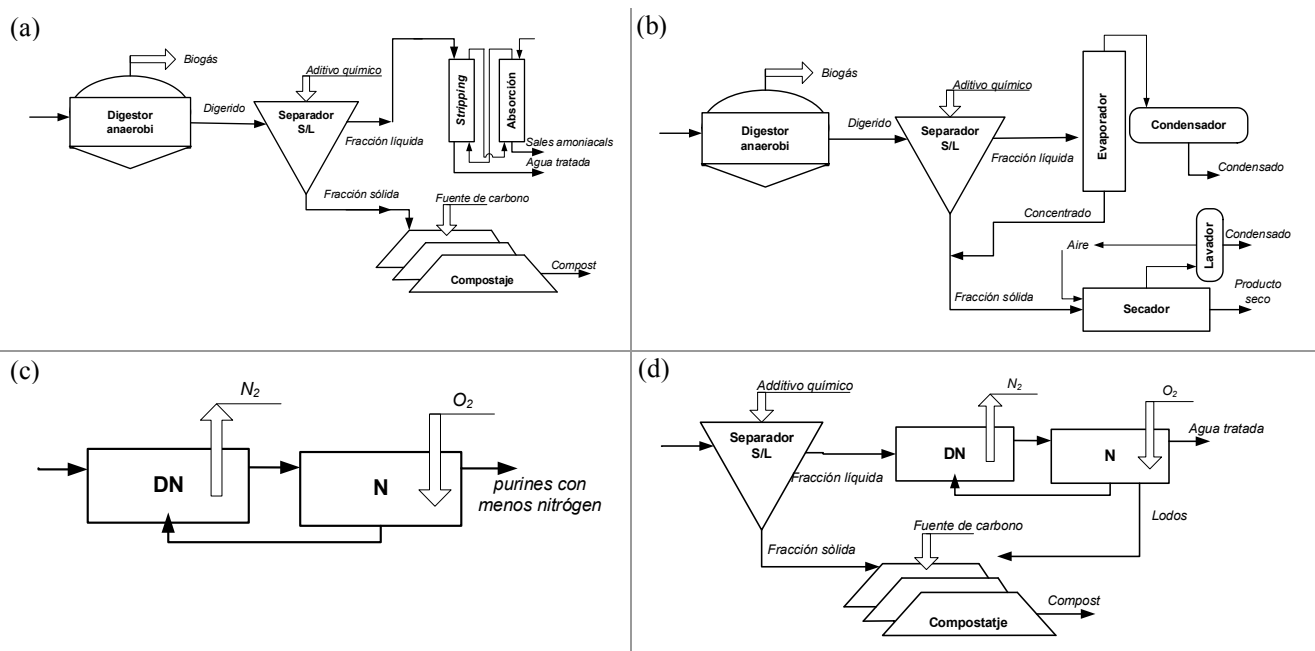 (a)
Biogás
Digestor
anaerobi
Digerido
Aditivo químico
Separador
S/L
Fracción líquida
Stripping
Absorción
Sales amoniacals
Agua tratada
Fracción sólida
Fuente de carbono
Compostaje
Compost
(b)
Biogás
Digestor
anaerobi
Digerido
Aditivo químico
Separador
S/L
Fracción líquida
Evaporador
Condensador
Condensado
Concentrado
Aire
Lavador
Condensado
Fracción sólida
Secador
Producto
seco
(c)
N2
O2
DN
N
purines con
menos nitrógen
(d)
Additivo químico
Separador
S/L
Fracción líquida
N2
O2
DN
N
Agua tratada
Lodos
Fracción sòlida
Fuente de carbono
Compostatje
Compost